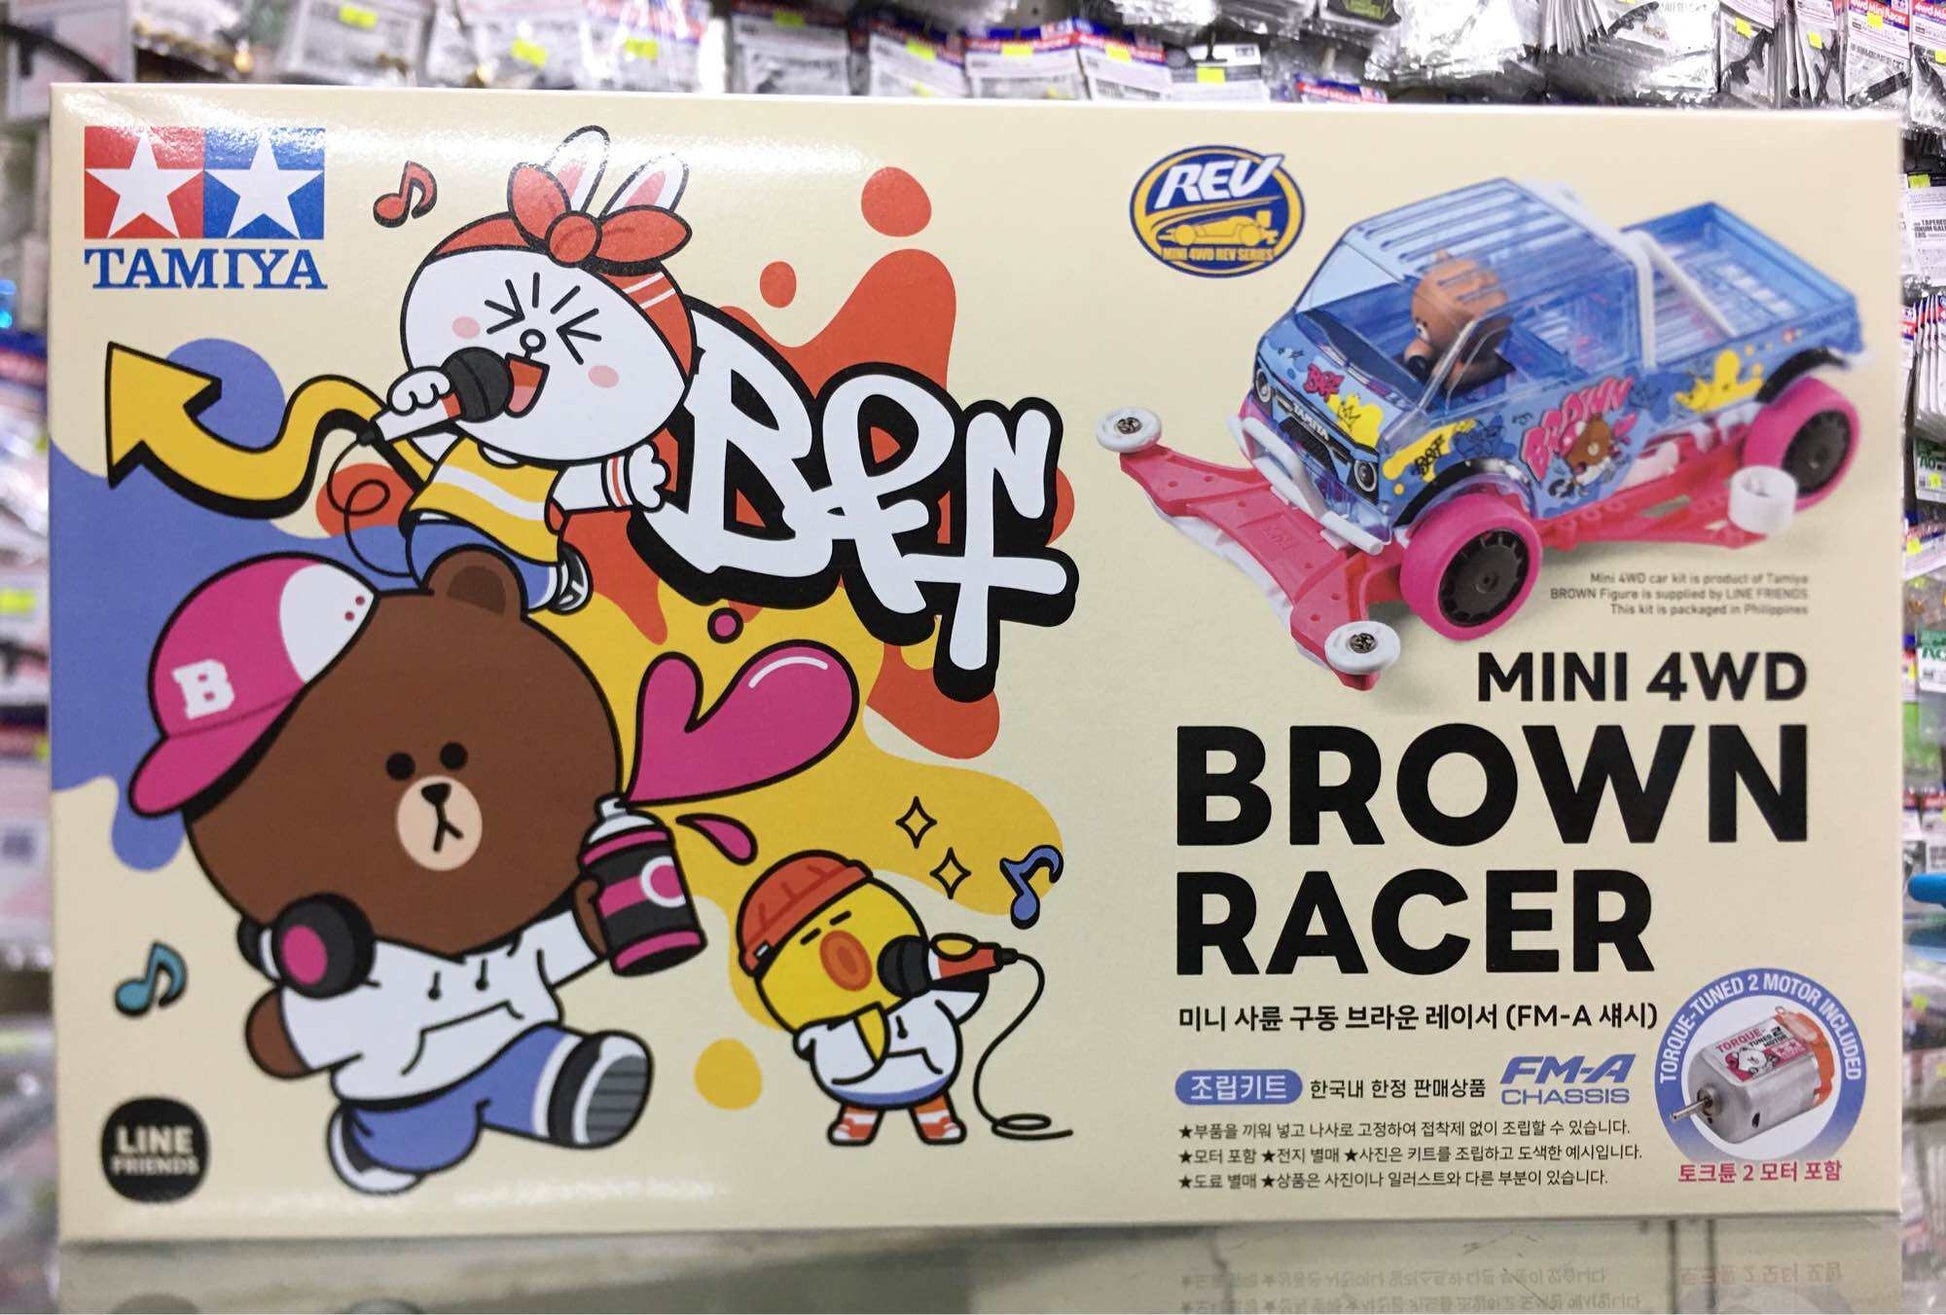 TAMIYA
BFF
B
LINE
FRIENDS
REV
MINI 4WD REV SERIES
BFF
TAMIYA
BFF
BROWN
Mini 4WD car kit is product of Tamiya
BROWN Figure is supplied by LINE FRIENDS
This kit is packaged in Philippines
MINI 4WD
BROWN
RACER
미니 사륜 구동 브라운 레이서 (FM-A 섀시)
조립키트 한국내 한정 판매상품 FM-A
CHASSIS
★부품을 끼워 넣고 나사로 고정하여 접착제 없이 조립할 수 있습니다.
★모터 포함 ★전지 별매 ★사진은 키트를 조립하고 도색한 예시입니다.
★도료 별매 ★상품은 사진이나 일러스트와 다른 부분이 있습니다.
TORQUE-TUNED 2 MOTOR INCLUDED
TORQUE-
TUNED 2
MOTOR
토크튠 2 모터 포함